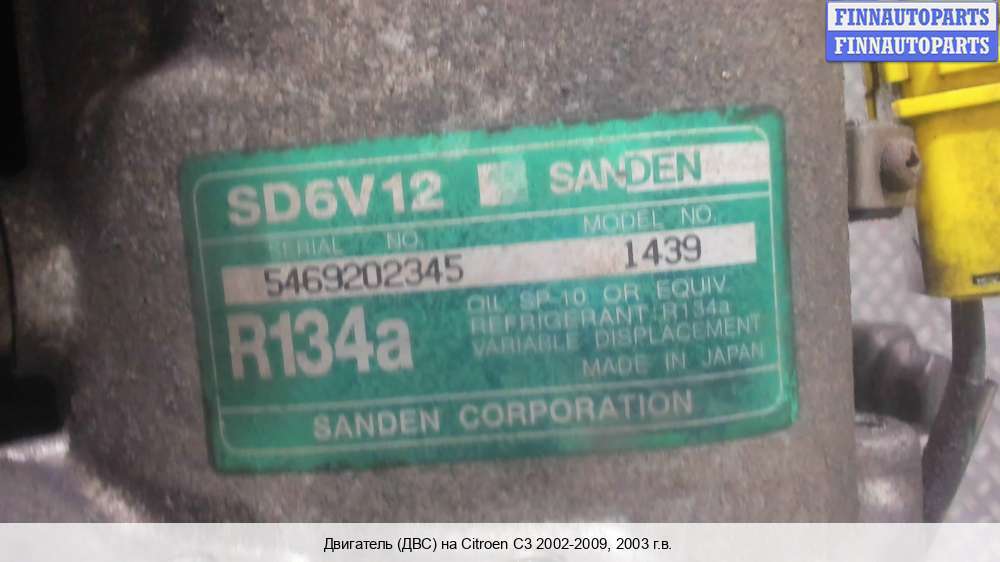 FINNAUTOPARTS
FINNAUTOPARTS
SD6V12 SANDEN
SERIAL NO. MODEL NO.
5469202345 1439
R134a
OIL SP-10 OR EQUIV.
REFRIGERANT: R134a
VARIABLE DISPLACEMENT
MADE IN JAPAN
SANDEN CORPORATION
Двигатель (ДВС) на Citroen C3 2002-2009, 2003 г.в.